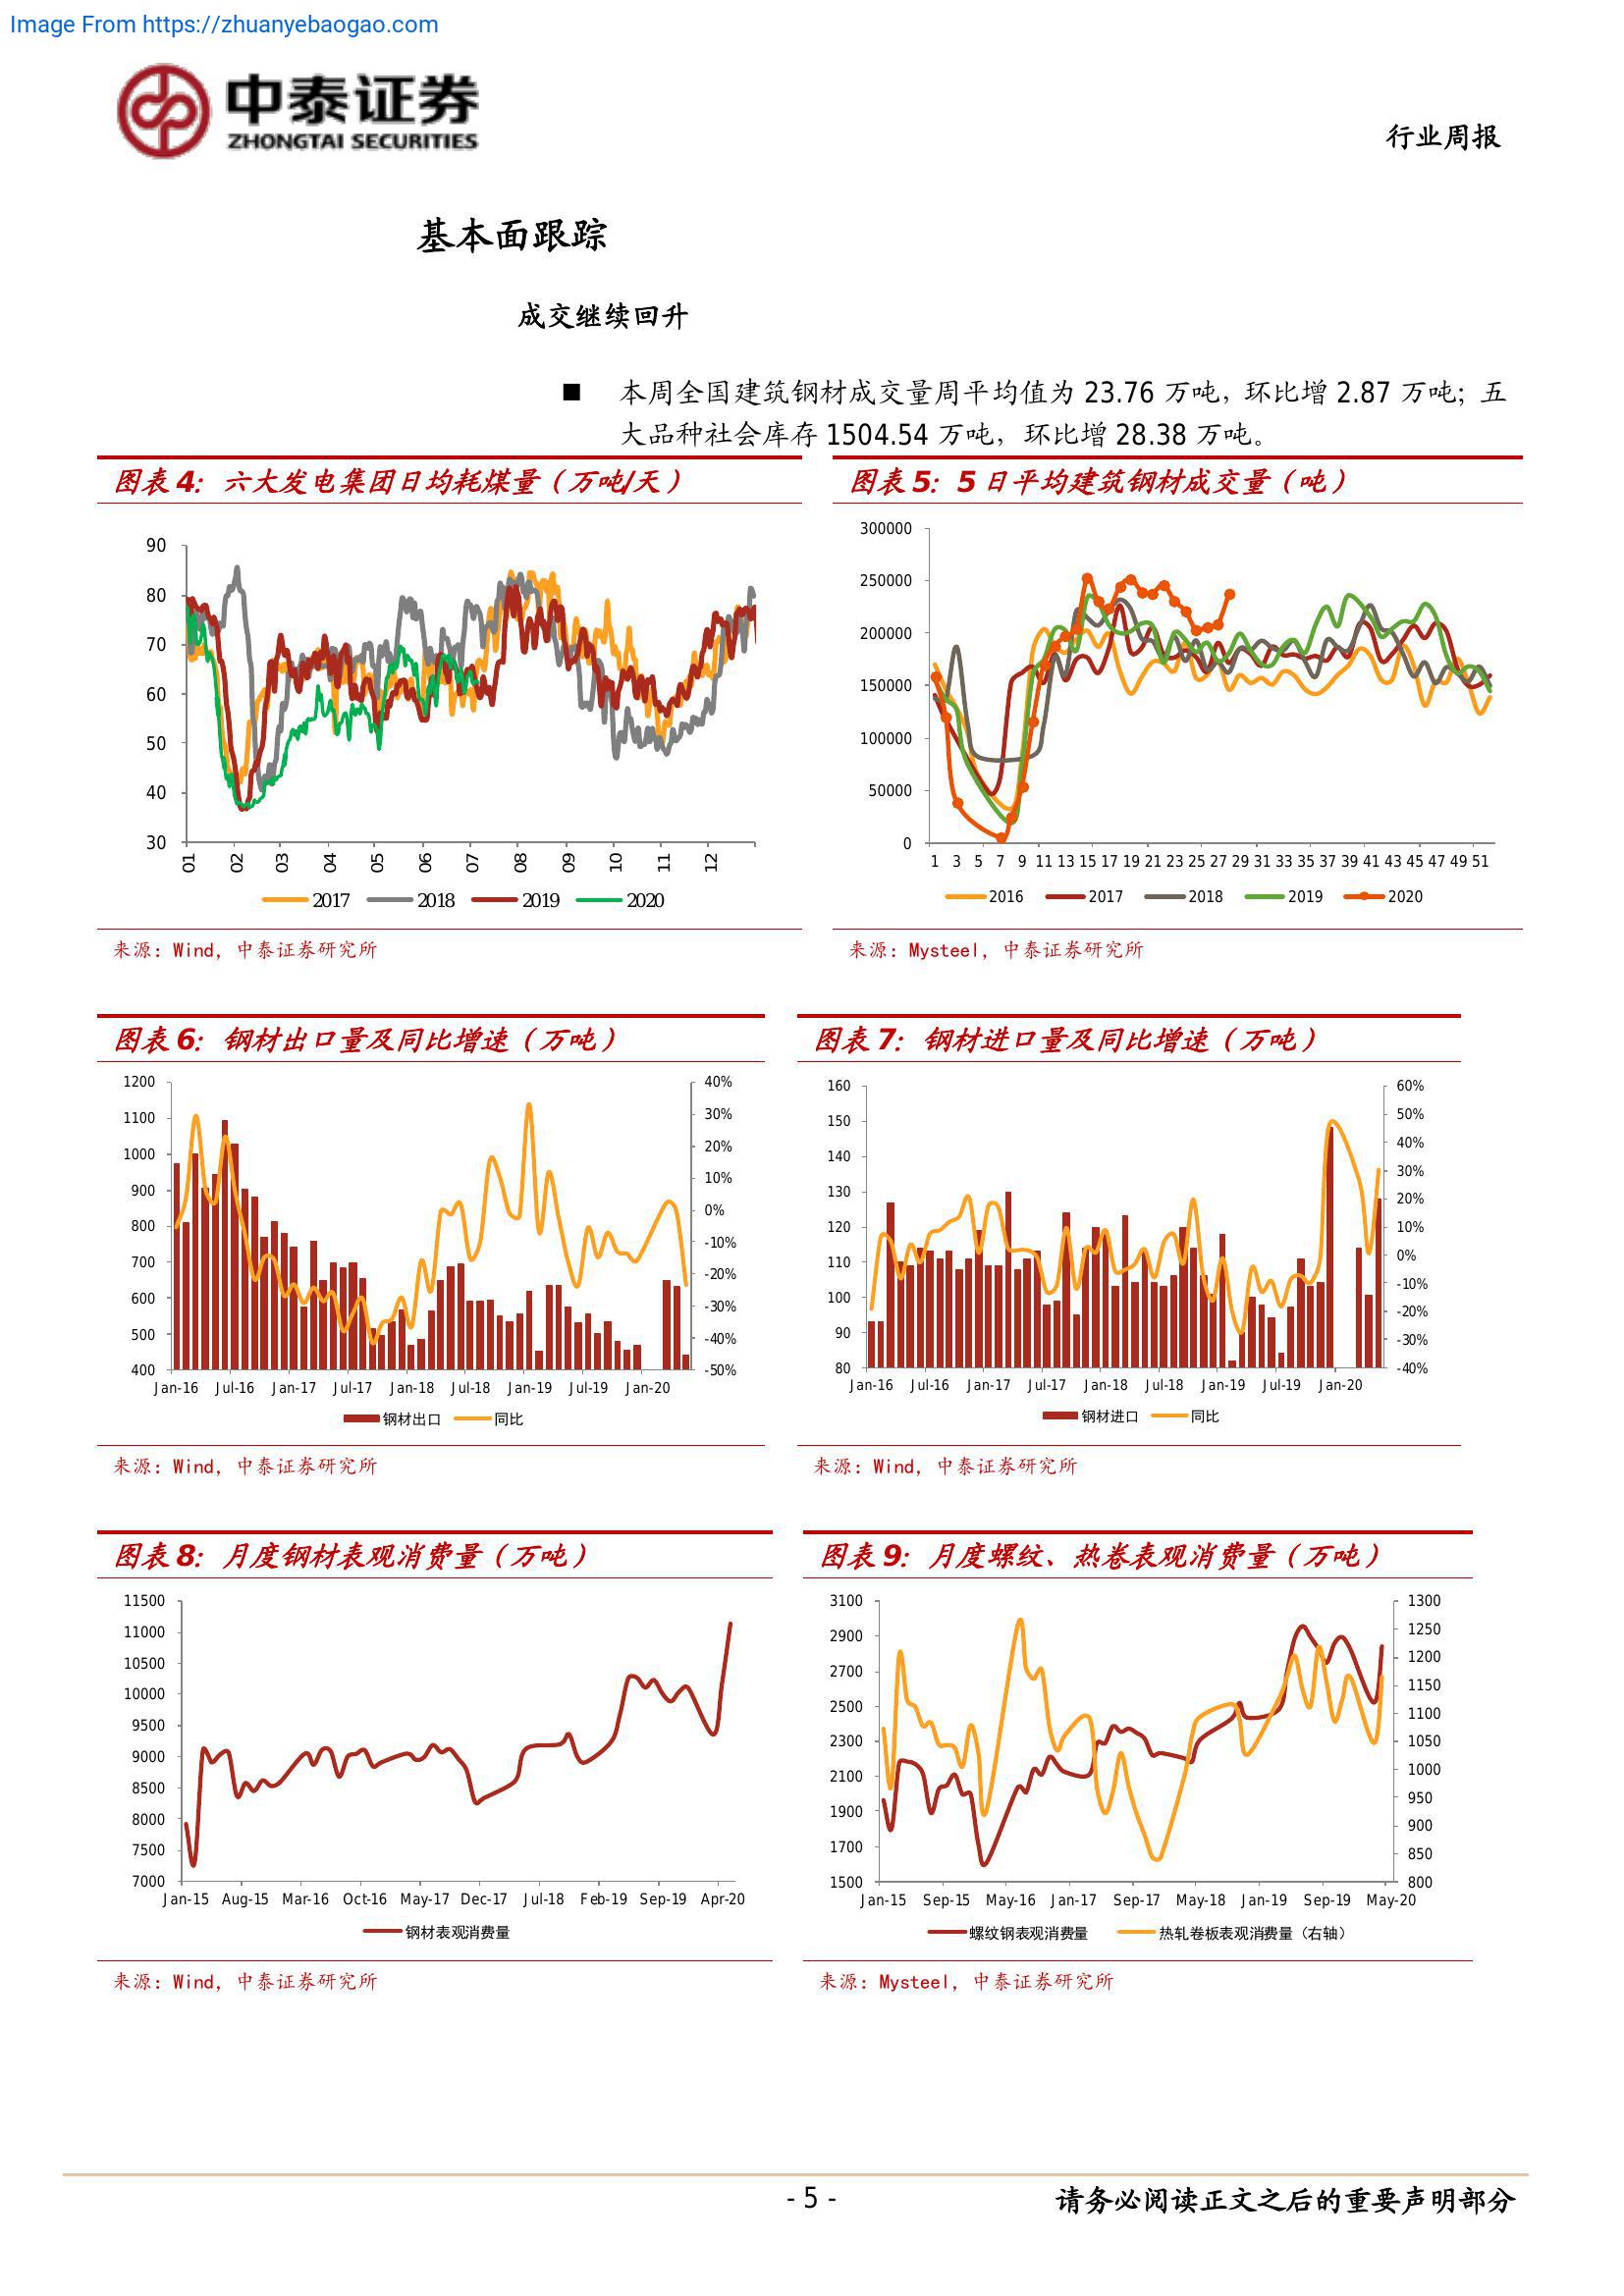 Image From https://zhuanyebaogao.com
中泰证券
ZHONGTAI SECURITIES
行业周报
基本面跟踪
成交继续回升
■ 本周全国建筑钢材成交量周平均值为 23.76 万吨，环比增 2.87 万吨；五
大品种社会库存 1504.54 万吨，环比增 28.38 万吨。
图表 4：六大发电集团日均耗煤量（万吨/天）
90
80
70
60
50
40
30
01 02 03 04 05 06 07 08 09 10 11 12
2017 2018 2019 2020
来源：Wind，中泰证券研究所
图表 5：5 日平均建筑钢材成交量（吨）
300000
250000
200000
150000
100000
50000
0
1 3 5 7 9 11 13 15 17 19 21 23 25 27 29 31 33 35 37 39 41 43 45 47 49 51
2016 2017 2018 2019 2020
来源：Mysteel，中泰证券研究所
图表 6：钢材出口量及同比增速（万吨）
1200 40%
1100 30%
1000 20%
900 10%
800 0%
700 -10%
600 -20%
500 -30%
400 -40%
-50%
Jan-16 Jul-16 Jan-17 Jul-17 Jan-18 Jul-18 Jan-19 Jul-19 Jan-20
钢材出口 同比
来源：Wind，中泰证券研究所
图表 7：钢材进口量及同比增速（万吨）
160 60%
150 50%
140 40%
130 30%
120 20%
110 10%
100 0%
90 -10%
80 -20%
-30%
-40%
Jan-16 Jul-16 Jan-17 Jul-17 Jan-18 Jul-18 Jan-19 Jul-19 Jan-20
钢材进口 同比
来源：Wind，中泰证券研究所
图表 8：月度钢材表观消费量（万吨）
11500
11000
10500
10000
9500
9000
8500
8000
7500
7000
Jan-15 Aug-15 Mar-16 Oct-16 May-17 Dec-17 Jul-18 Feb-19 Sep-19 Apr-20
钢材表观消费量
来源：Wind，中泰证券研究所
图表 9：月度螺纹、热卷表观消费量（万吨）
3100 1300
2900 1250
2700 1200
2500 1150
2300 1100
2100 1050
1900 1000
1700 950
1500 900
850
800
Jan-15 Sep-15 May-16 Jan-17 Sep-17 May-18 Jan-19 Sep-19 May-20
螺纹钢表观消费量 热轧卷板表观消费量（右轴）
来源：Mysteel，中泰证券研究所
- 5 -
请务必阅读正文之后的重要声明部分